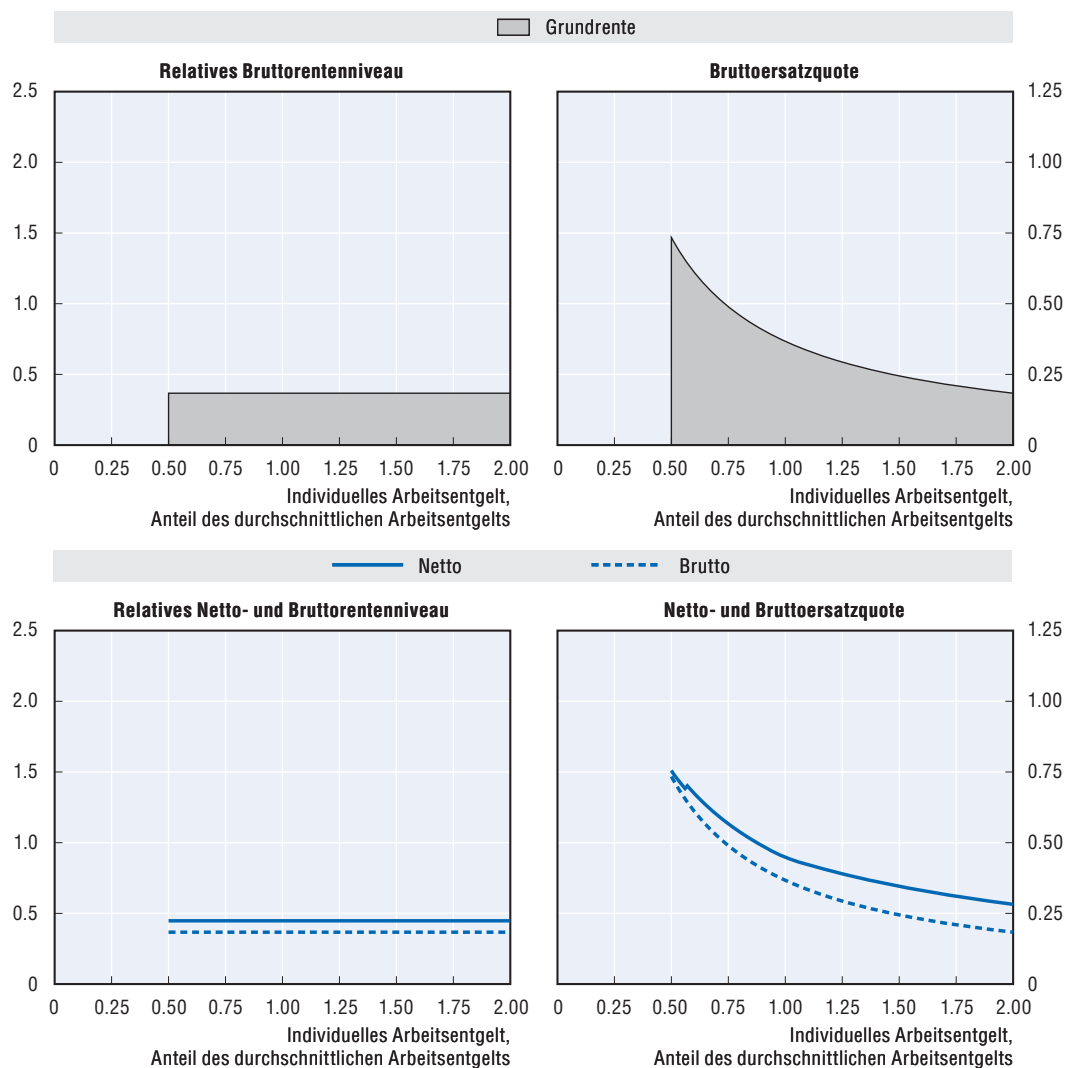 Grundrente
Relatives Bruttorentenniveau
2.5
2.0
1.5
1.0
0.5
0
0 0.25 0.50 0.75 1.00 1.25 1.50 1.75 2.00
Individuelles Arbeitsentgelt,
Anteil des durchschnittlichen Arbeitsentgelts
Bruttoersatzquote
1.25
1.00
0.75
0.50
0.25
0
0 0.25 0.50 0.75 1.00 1.25 1.50 1.75 2.00
Individuelles Arbeitsentgelt,
Anteil des durchschnittlichen Arbeitsentgelts
Netto Brutto
Relatives Netto- und Bruttorentenniveau
2.5
2.0
1.5
1.0
0.5
0
0 0.25 0.50 0.75 1.00 1.25 1.50 1.75 2.00
Individuelles Arbeitsentgelt,
Anteil des durchschnittlichen Arbeitsentgelts
Netto- und Bruttoersatzquote
1.25
1.00
0.75
0.50
0.25
0
0 0.25 0.50 0.75 1.00 1.25 1.50 1.75 2.00
Individuelles Arbeitsentgelt,
Anteil des durchschnittlichen Arbeitsentgelts